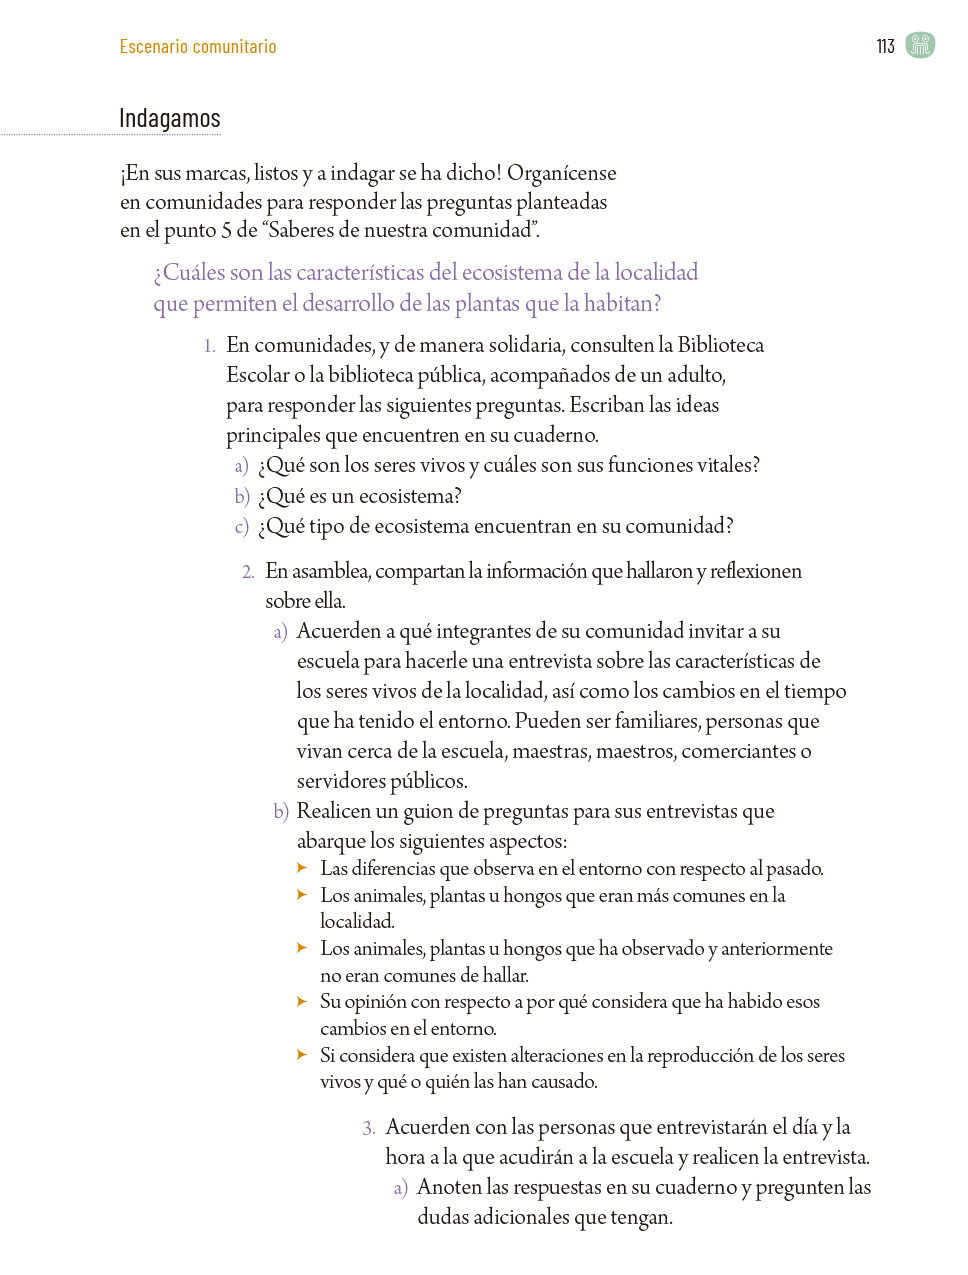 Escenario comunitario
113
Indagamos
¡En sus marcas, listos y a indagar se ha dicho! Organícense
en comunidades para responder las preguntas planteadas
en el punto 5 de “Saberes de nuestra comunidad”.
¿Cuáles son las características del ecosistema de la localidad
que permiten el desarrollo de las plantas que la habitan?
1. En comunidades, y de manera solidaria, consulten la Biblioteca
Escolar o la biblioteca pública, acompañados de un adulto,
para responder las siguientes preguntas. Escriban las ideas
principales que encuentren en su cuaderno.
a) ¿Qué son los seres vivos y cuáles son sus funciones vitales?
b) ¿Qué es un ecosistema?
c) ¿Qué tipo de ecosistema encuentran en su comunidad?
2. En asamblea, compartan la información que hallaron y reflexionen
sobre ella.
a) Acuerden a qué integrantes de su comunidad invitar a su
escuela para hacerle una entrevista sobre las características de
los seres vivos de la localidad, así como los cambios en el tiempo
que ha tenido el entorno. Pueden ser familiares, personas que
vivan cerca de la escuela, maestras, maestros, comerciantes o
servidores públicos.
b) Realicen un guion de preguntas para sus entrevistas que
abarque los siguientes aspectos:
➤ Las diferencias que observa en el entorno con respecto al pasado.
➤ Los animales, plantas u hongos que eran más comunes en la
localidad.
➤ Los animales, plantas u hongos que ha observado y anteriormente
no eran comunes de hallar.
➤ Su opinión con respecto a por qué considera que ha habido esos
cambios en el entorno.
➤ Si considera que existen alteraciones en la reproducción de los seres
vivos y qué o quién las han causado.
3. Acuerden con las personas que entrevistarán el día y la
hora a la que acudirán a la escuela y realicen la entrevista.
a) Anoten las respuestas en su cuaderno y pregunten las
dudas adicionales que tengan.